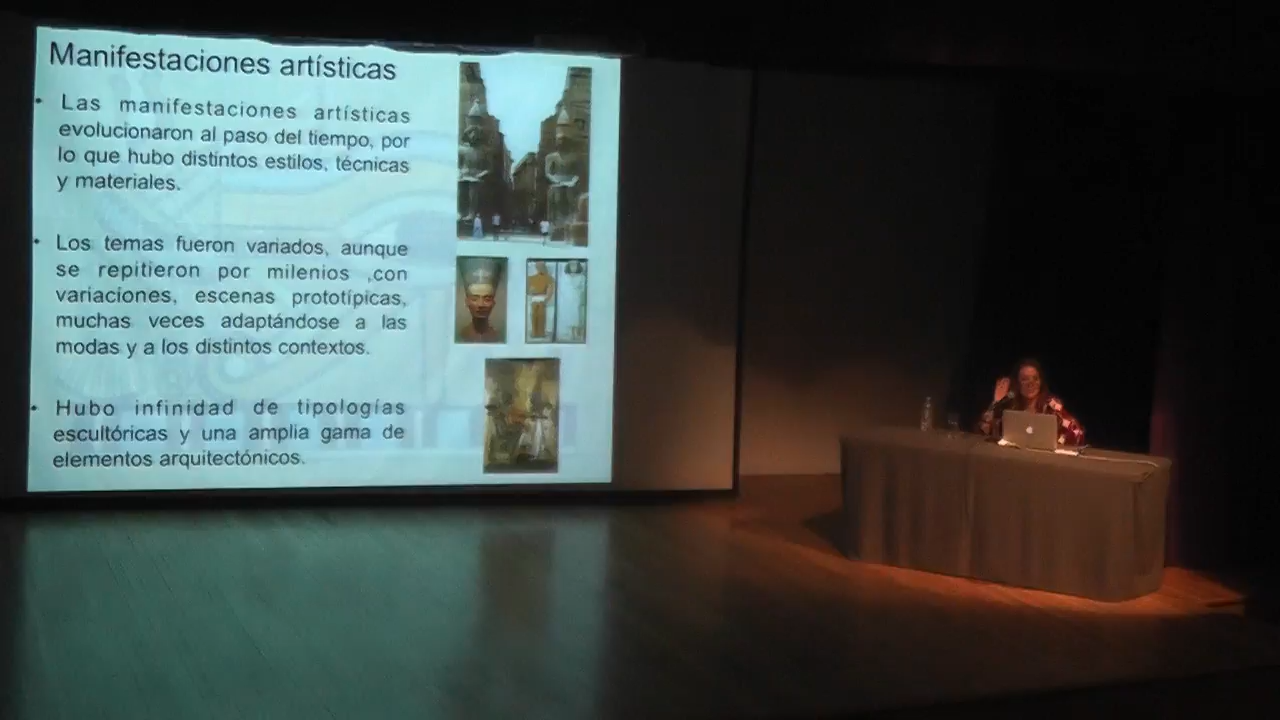 Manifestaciones artísticas
• Las manifestaciones artísticas
evolucionaron al paso del tiempo, por
lo que hubo distintos estilos, técnicas
y materiales.
• Los temas fueron variados, aunque
se repitieron por milenios ,con
variaciones, escenas prototípicas,
muchas veces adaptándose a las
modas y a los distintos contextos.
• Hubo infinidad de tipologías
escultóricas y una amplia gama de
elementos arquitectónicos.